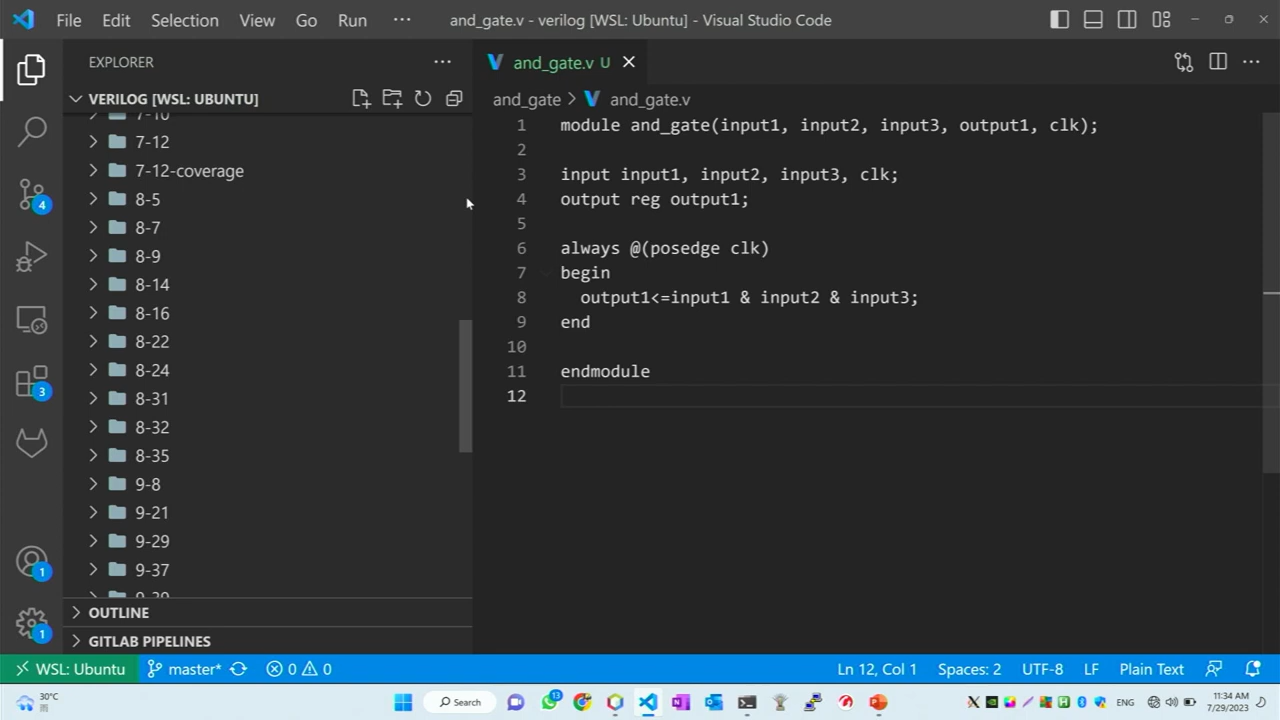 File Edit Selection View Go Run ··· and_gate.v - verilog [WSL: Ubuntu] - Visual Studio Code
EXPLORER
and_gate.v U
VERILOG [WSL: UBUNTU]
and_gate > and_gate.v
7-10
7-12
7-12-coverage
8-5
8-7
8-9
8-14
8-16
8-22
8-24
8-31
8-32
8-35
9-8
9-21
9-29
9-37
OUTLINE
GITLAB PIPELINES
4
3
1
1
1 module and_gate(input1, input2, input3, output1, clk);
2
3 input input1, input2, input3, clk;
4 output reg output1;
5
6 always @(posedge clk)
7 begin
8 output1<=input1 & input2 & input3;
9 end
10
11 endmodule
12
WSL: Ubuntu master* 0 0 Ln 12, Col 1 Spaces: 2 UTF-8 LF Plain Text
30°C
Search
13
ENG
11:34 AM
7/29/2023